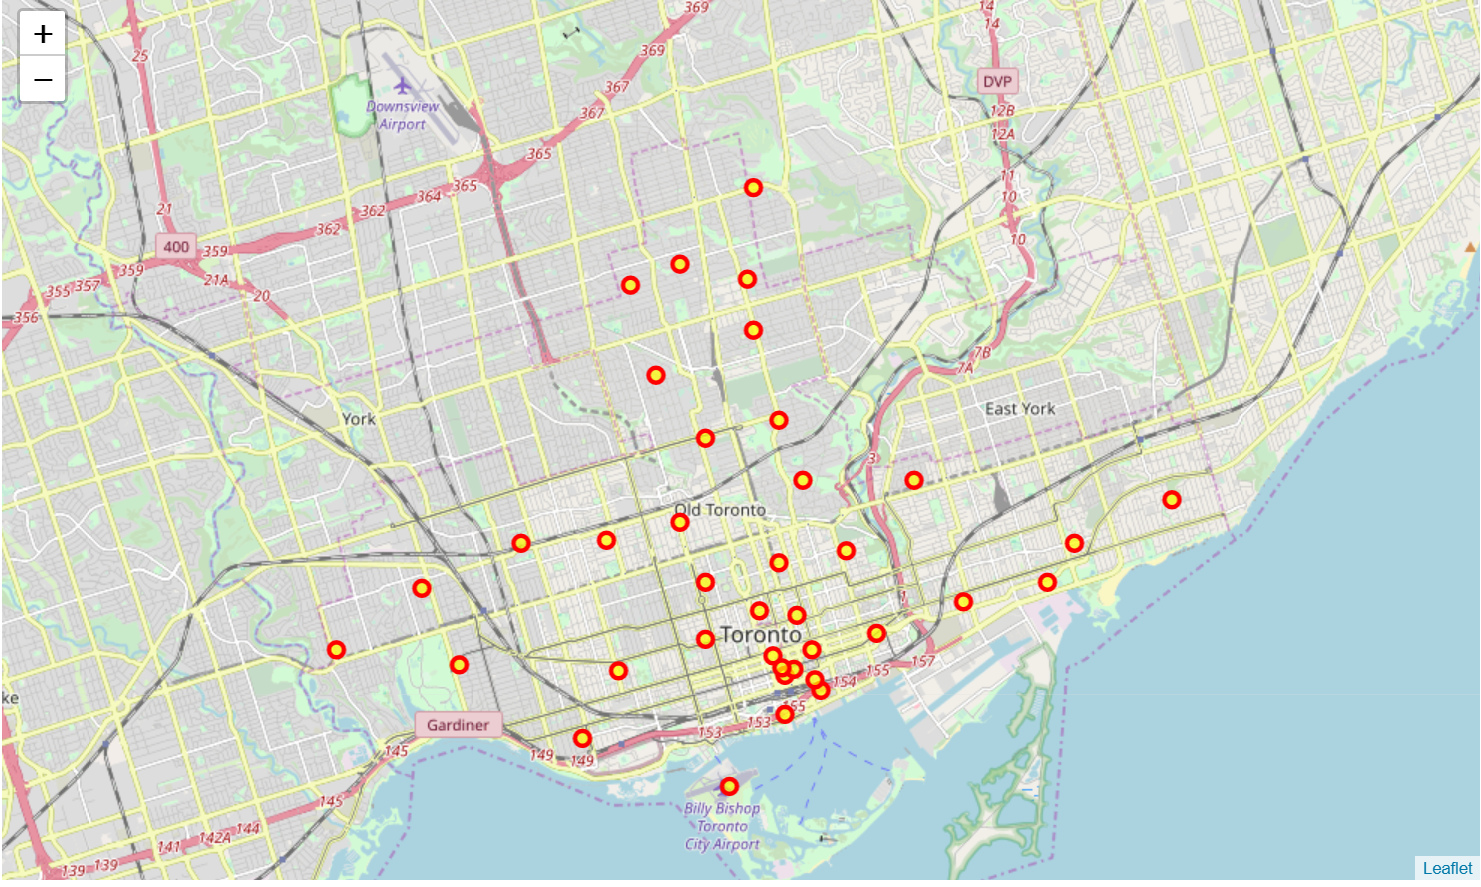 +
−
369
14
14
25
369
DVP
367
Downsview
Airport
12B
367
12A
365
11
365
364
10
21
362
362
10
400
359
359
21A
357
355
20
356
7B
7A
East York
York
3
Old Toronto
1
Toronto
157
155
154
155
Gardiner
153
153
145
149
149
145
Billy Bishop
Toronto
City Airport
144
142A
141
139
139
ke
Leaflet